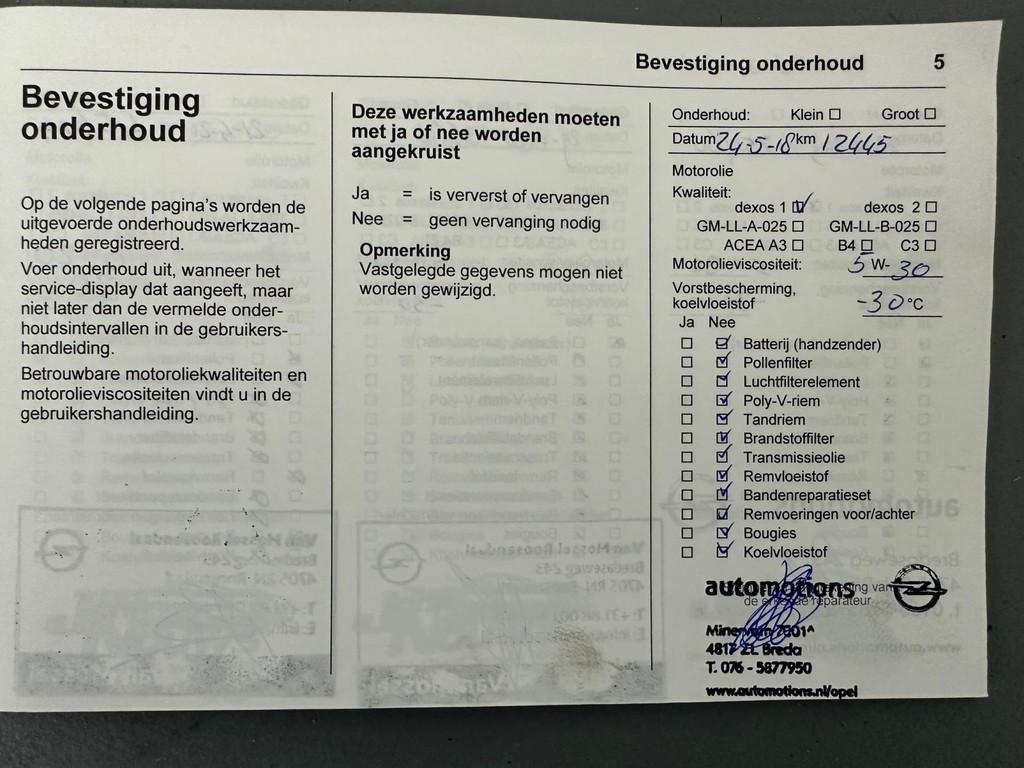 Bevestiging onderhoud 5
Bevestiging
onderhoud
Op de volgende pagina's worden de
uitgevoerde onderhoudswerkzaam-
heden geregistreerd.
Voer onderhoud uit, wanneer het
service-display dat aangeeft, maar
niet later dan de vermelde onder-
houdsintervallen in de gebruikers-
handleiding.
Betrouwbare motoroliekwaliteiten en
motorolieviscositeiten vindt u in de
gebruikershandleiding.
Deze werkzaamheden moeten
met ja of nee worden
aangekruist
Ja = is ververst of vervangen
Nee = geen vervanging nodig
Opmerking
Vastgelegde gegevens mogen niet
worden gewijzigd.
Onderhoud: Klein ☐ Groot ☐
Datum 24-5-18 km 12445
Motorolie
Kwaliteit:
dexos 1 ☑ dexos 2 ☐
GM-LL-A-025 ☐ GM-LL-B-025 ☐
ACEA A3 ☐ B4 ☐ C3 ☐
Motorolieviscositeit: 5 W- 30
Vorstbescherming,
koelvloeistof -30 °C
Ja Nee
☐ ☑ Batterij (handzender)
☐ ☑ Pollenfilter
☐ ☑ Luchtfilterelement
☐ ☑ Poly-V-riem
☐ ☑ Tandriem
☐ ☑ Brandstoffilter
☐ ☑ Transmissieolie
☐ ☑ Remvloeistof
☐ ☑ Bandenreparatieset
☐ ☑ Remvoeringen voor/achter
☐ ☑ Bougies
☐ ☑ Koelvloeistof
automotions
van
de reparateur
4817 ZL Breda
T. 076 - 5877950
www.automotions.nl/opel